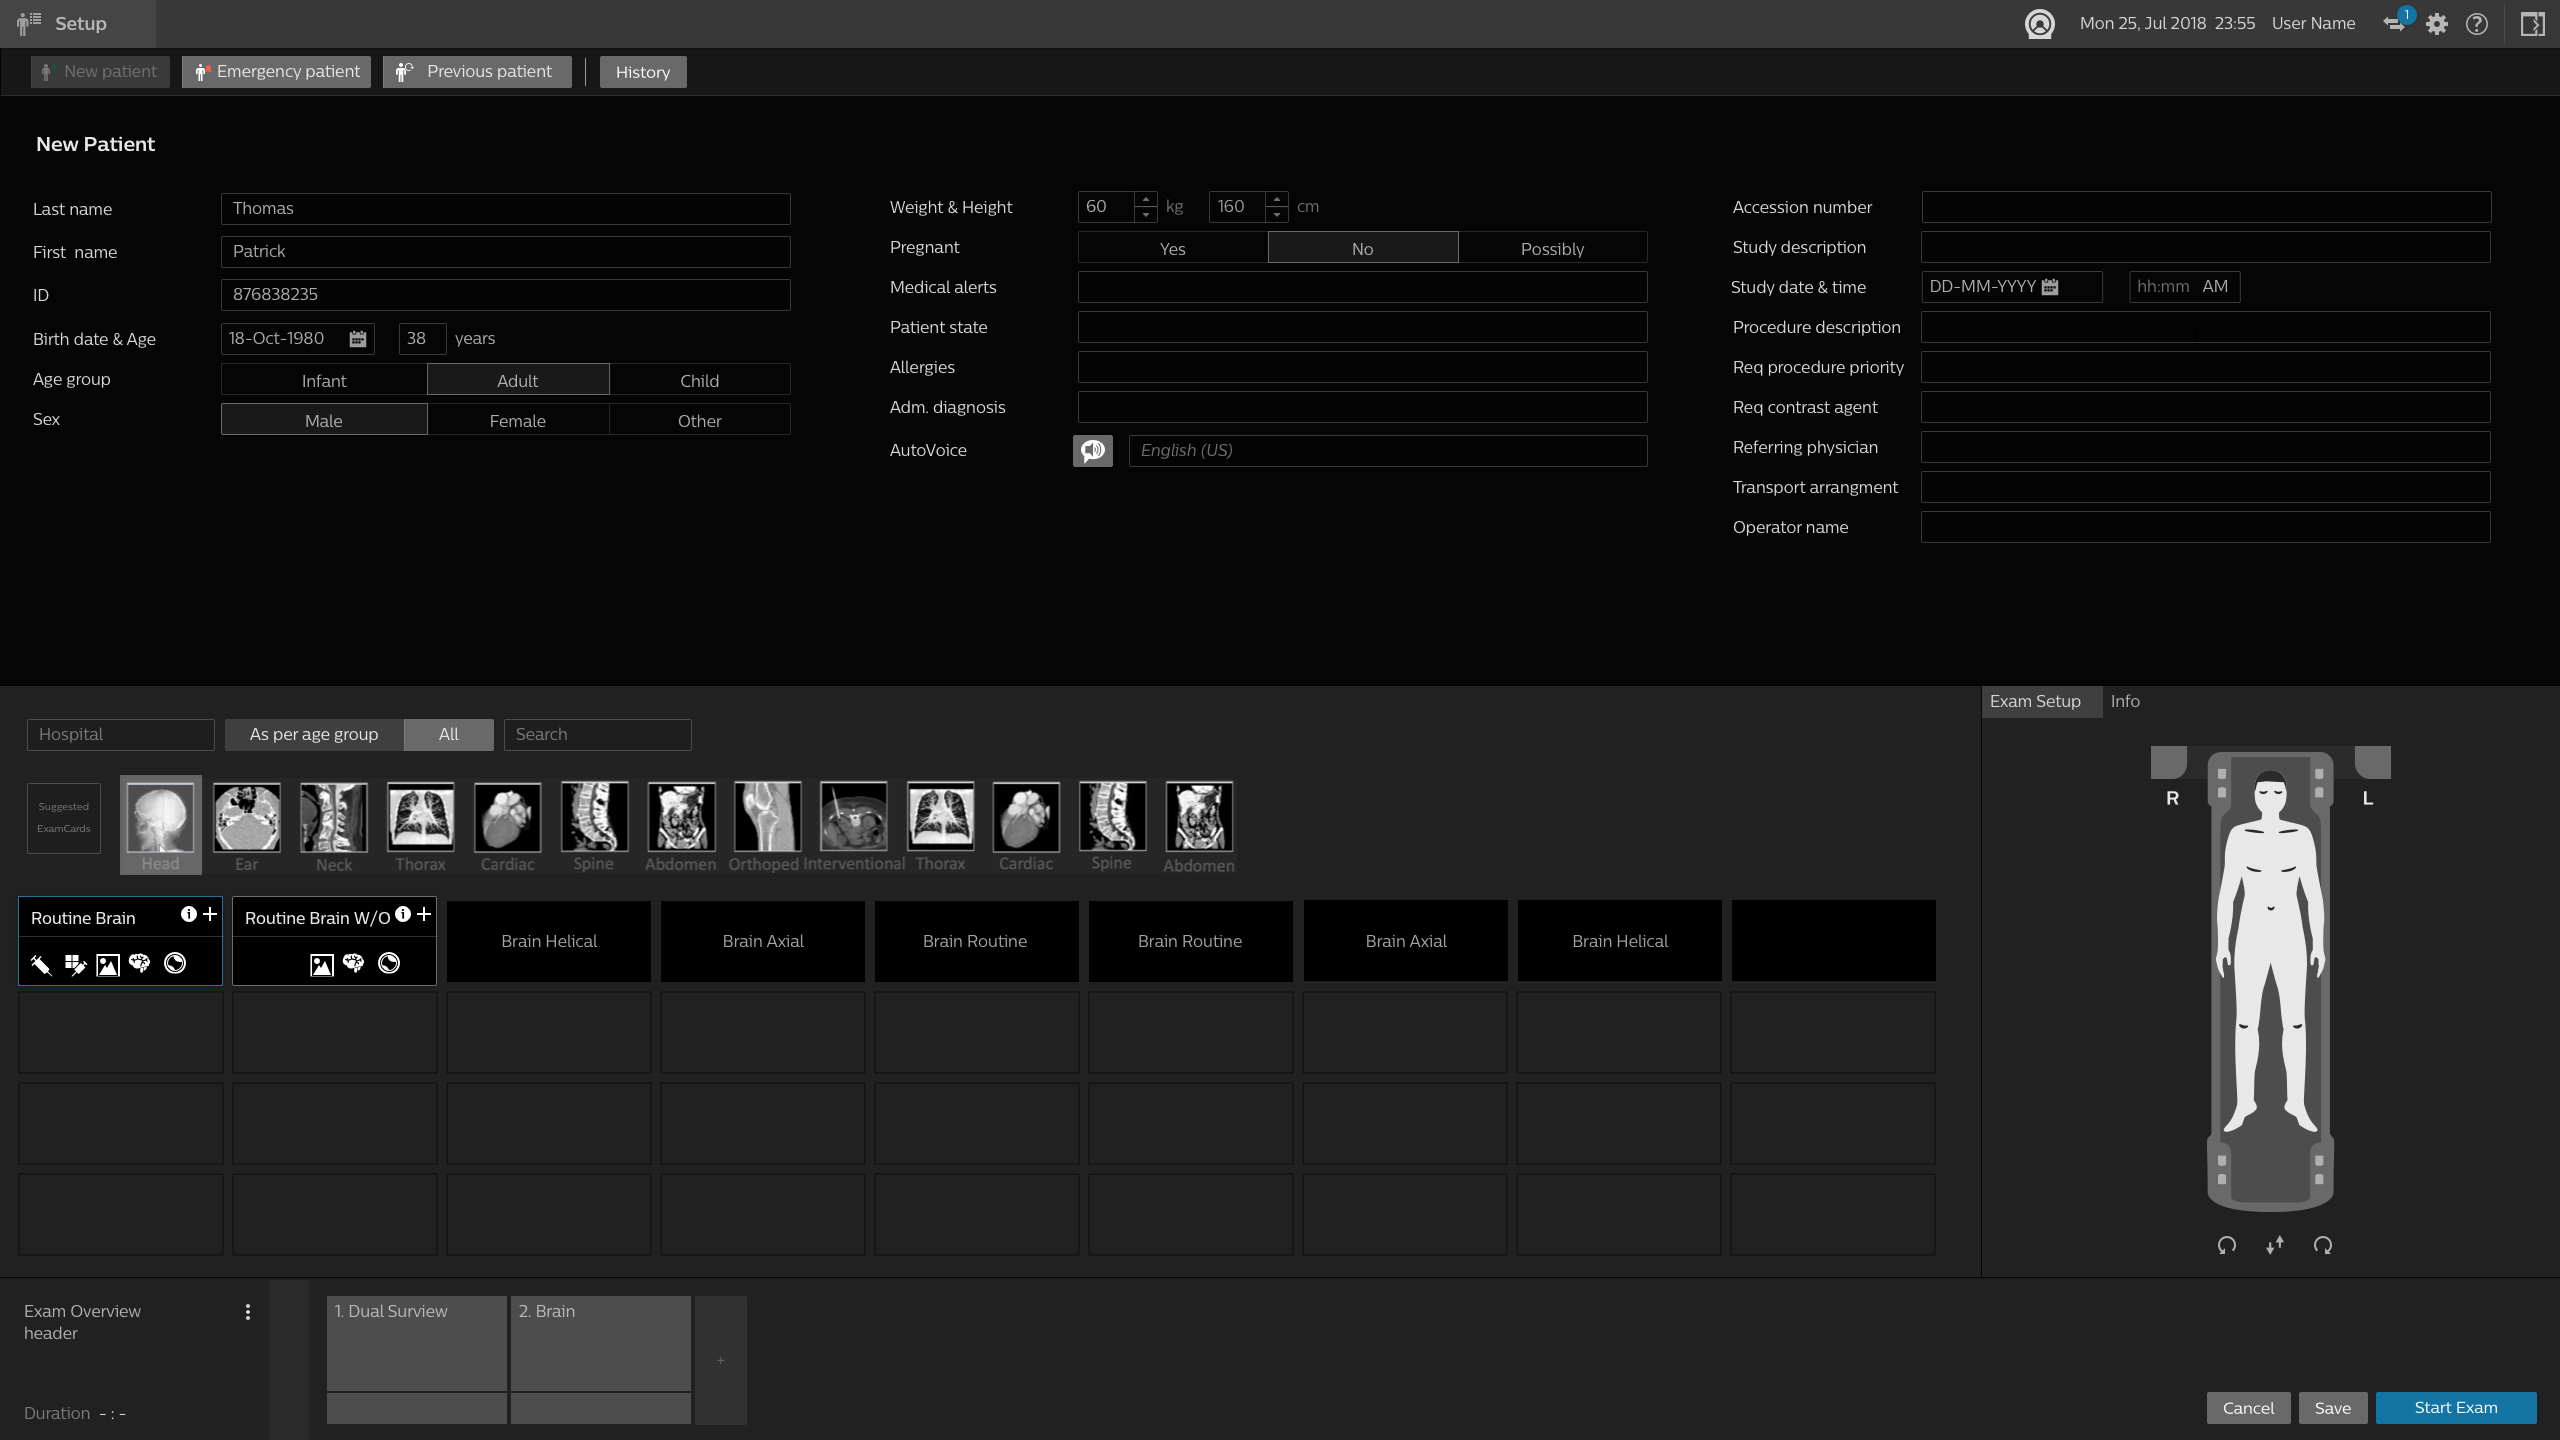 Setup
Mon 25, Jul 2018 23:55 User Name 1
New patient Emergency patient Previous patient History
New Patient
Last name Thomas
First name Patrick
ID 876838235
Birth date & Age 18-Oct-1980 38 years
Age group Infant Adult Child
Sex Male Female Other
Weight & Height 60 kg 160 cm
Pregnant Yes No Possibly
Medical alerts
Patient state
Allergies
Adm. diagnosis
AutoVoice English (US)
Accession number
Study description
Study date & time DD-MM-YYYY hh:mm AM
Procedure description
Req procedure priority
Req contrast agent
Referring physician
Transport arrangment
Operator name
Hospital As per age group All Search
Suggested
ExamCards
Head Ear Neck Thorax Cardiac Spine Abdomen Orthoped Interventional Thorax Cardiac Spine Abdomen
Routine Brain Routine Brain W/O Brain Helical Brain Axial Brain Routine Brain Routine Brain Axial Brain Helical
Exam Setup Info
R L
Exam Overview
header
Duration - : -
1. Dual Surview 2. Brain +
Cancel Save Start Exam